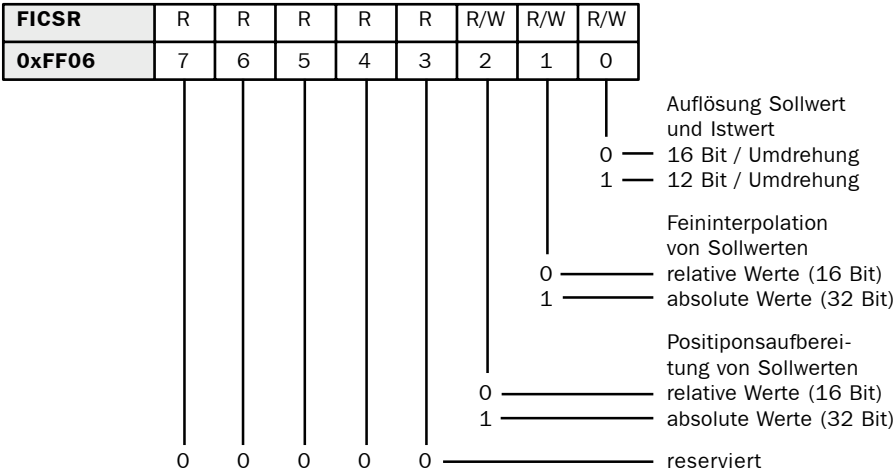 FICSR R R R R R R/W R/W R/W
0xFF06 7 6 5 4 3 2 1 0
Auflösung Sollwert
und Istwert
0 16 Bit / Umdrehung
1 12 Bit / Umdrehung
Feininterpolation
von Sollwerten
0 relative Werte (16 Bit)
1 absolute Werte (32 Bit)
Positiponsaufberei-
tung von Sollwerten
0 relative Werte (16 Bit)
1 absolute Werte (32 Bit)
0 0 0 0 0 reserviert